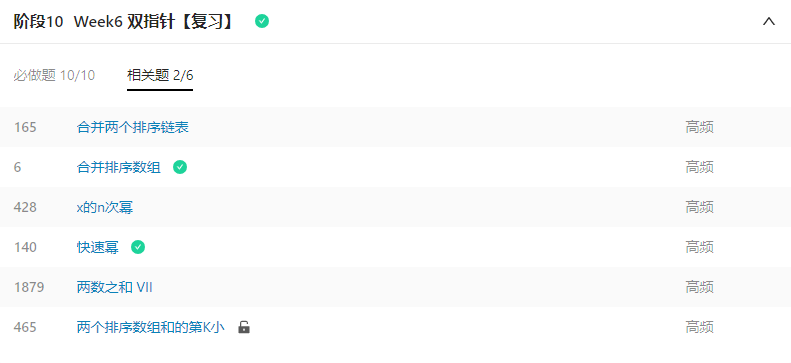 阶段10 Week6 双指针【复习】
必做题 10/10 相关题 2/6
165 合并两个排序链表 高频
6 合并排序数组 高频
428 x的n次幂 高频
140 快速幂 高频
1879 两数之和 VII 高频
465 两个排序数组和的第K小 高频